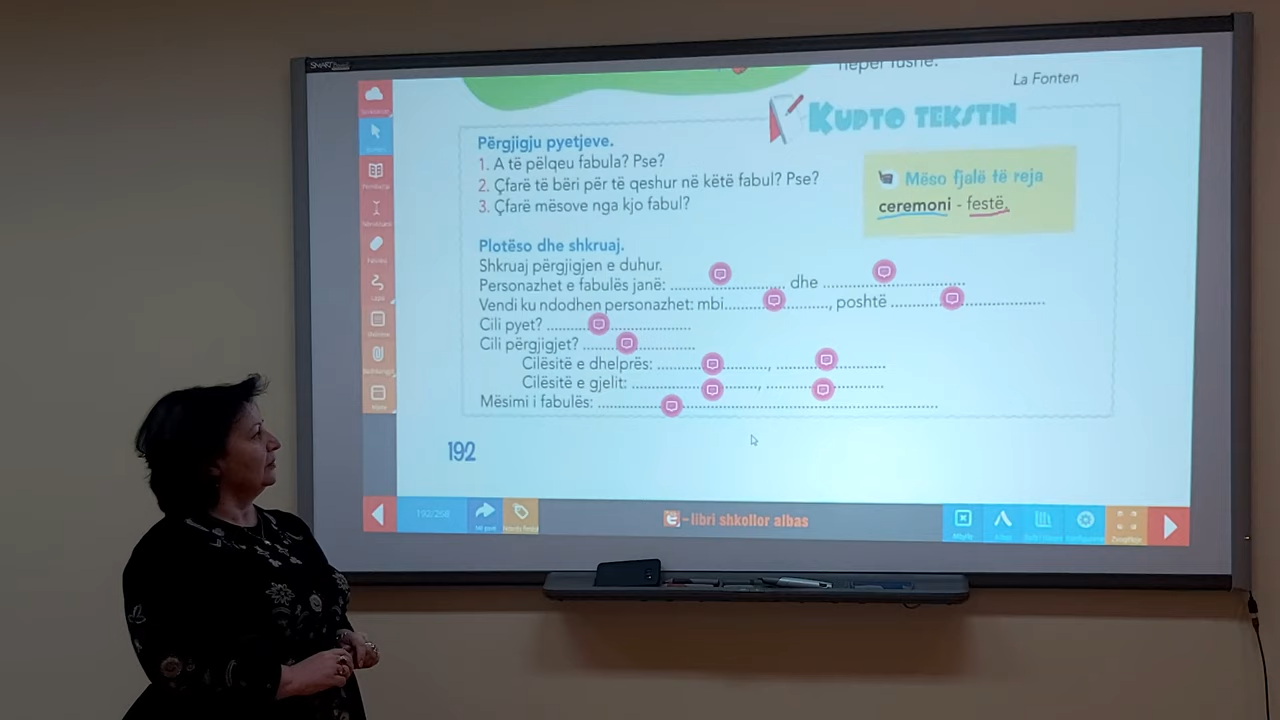 SMART
nëpër fushë.
La Fonten
KUPTO TEKSTIN
Përgjigju pyetjeve.
1. A të pëlqeu fabula? Pse?
2. Çfarë të bëri për të qeshur në këtë fabul? Pse?
3. Çfarë mësove nga kjo fabul?
Mëso fjalë të reja
ceremoni - festë.
Plotëso dhe shkruaj.
Shkruaj përgjigjen e duhur.
Personazhet e fabulës janë: .................... dhe ....................
Vendi ku ndodhen personazhet: mbi...................., poshtë ....................
Cili pyet? ....................
Cili përgjigjet? ....................
Cilësitë e dhelprës: ...................., ....................
Cilësitë e gjelit: ...................., ....................
Mësimi i fabulës: ....................
192
192/268
e-libri shkollor albas